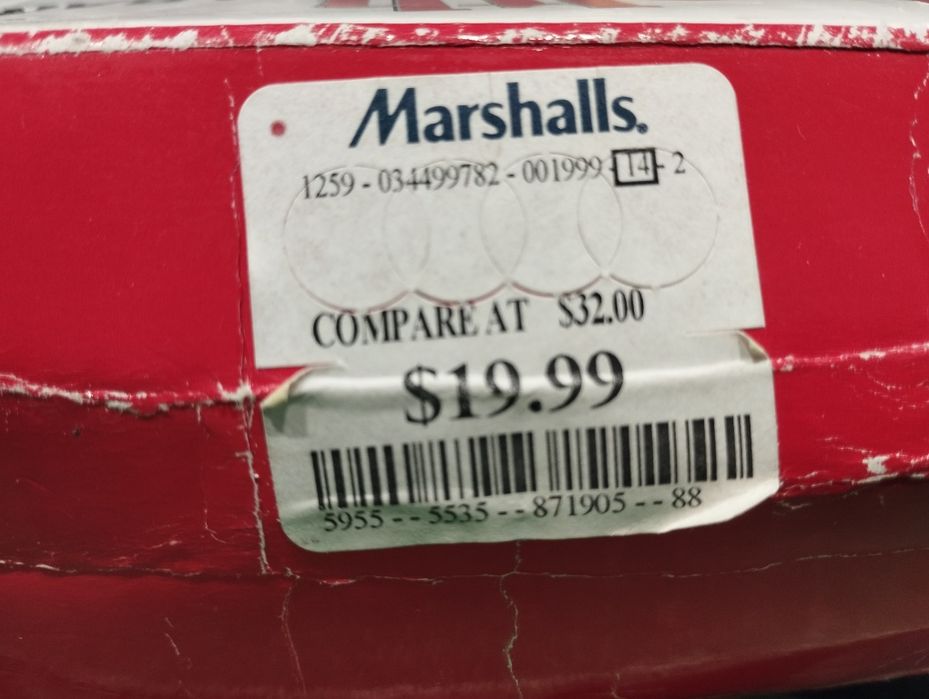 Marshalls.
1259 - 034499782 - 001999 - 14 - 2
COMPARE AT $32.00
$19.99
5955 - - 5535 - - 871905 - - 88